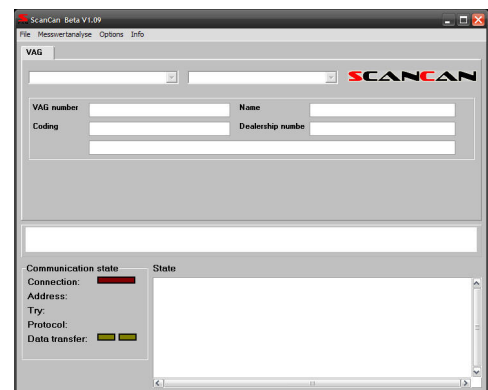 ScanCan Beta V1.09
File Messwertanalyse Options Info
VAG
SCANCAN
VAG number Name
Coding Dealership numbe
Communication state State
Connection:
Address:
Try:
Protocol:
Data transfer: